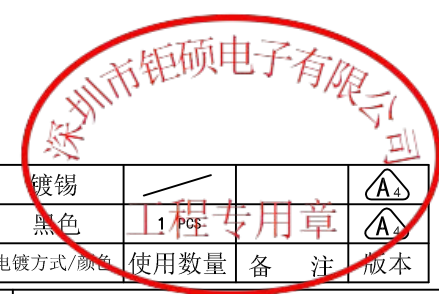 深圳市钜硕电子有限公司
镀锡 A4
黑色 1 PCS A4
工程专用章
电镀方式/颜色 使用数量 备 注 版本